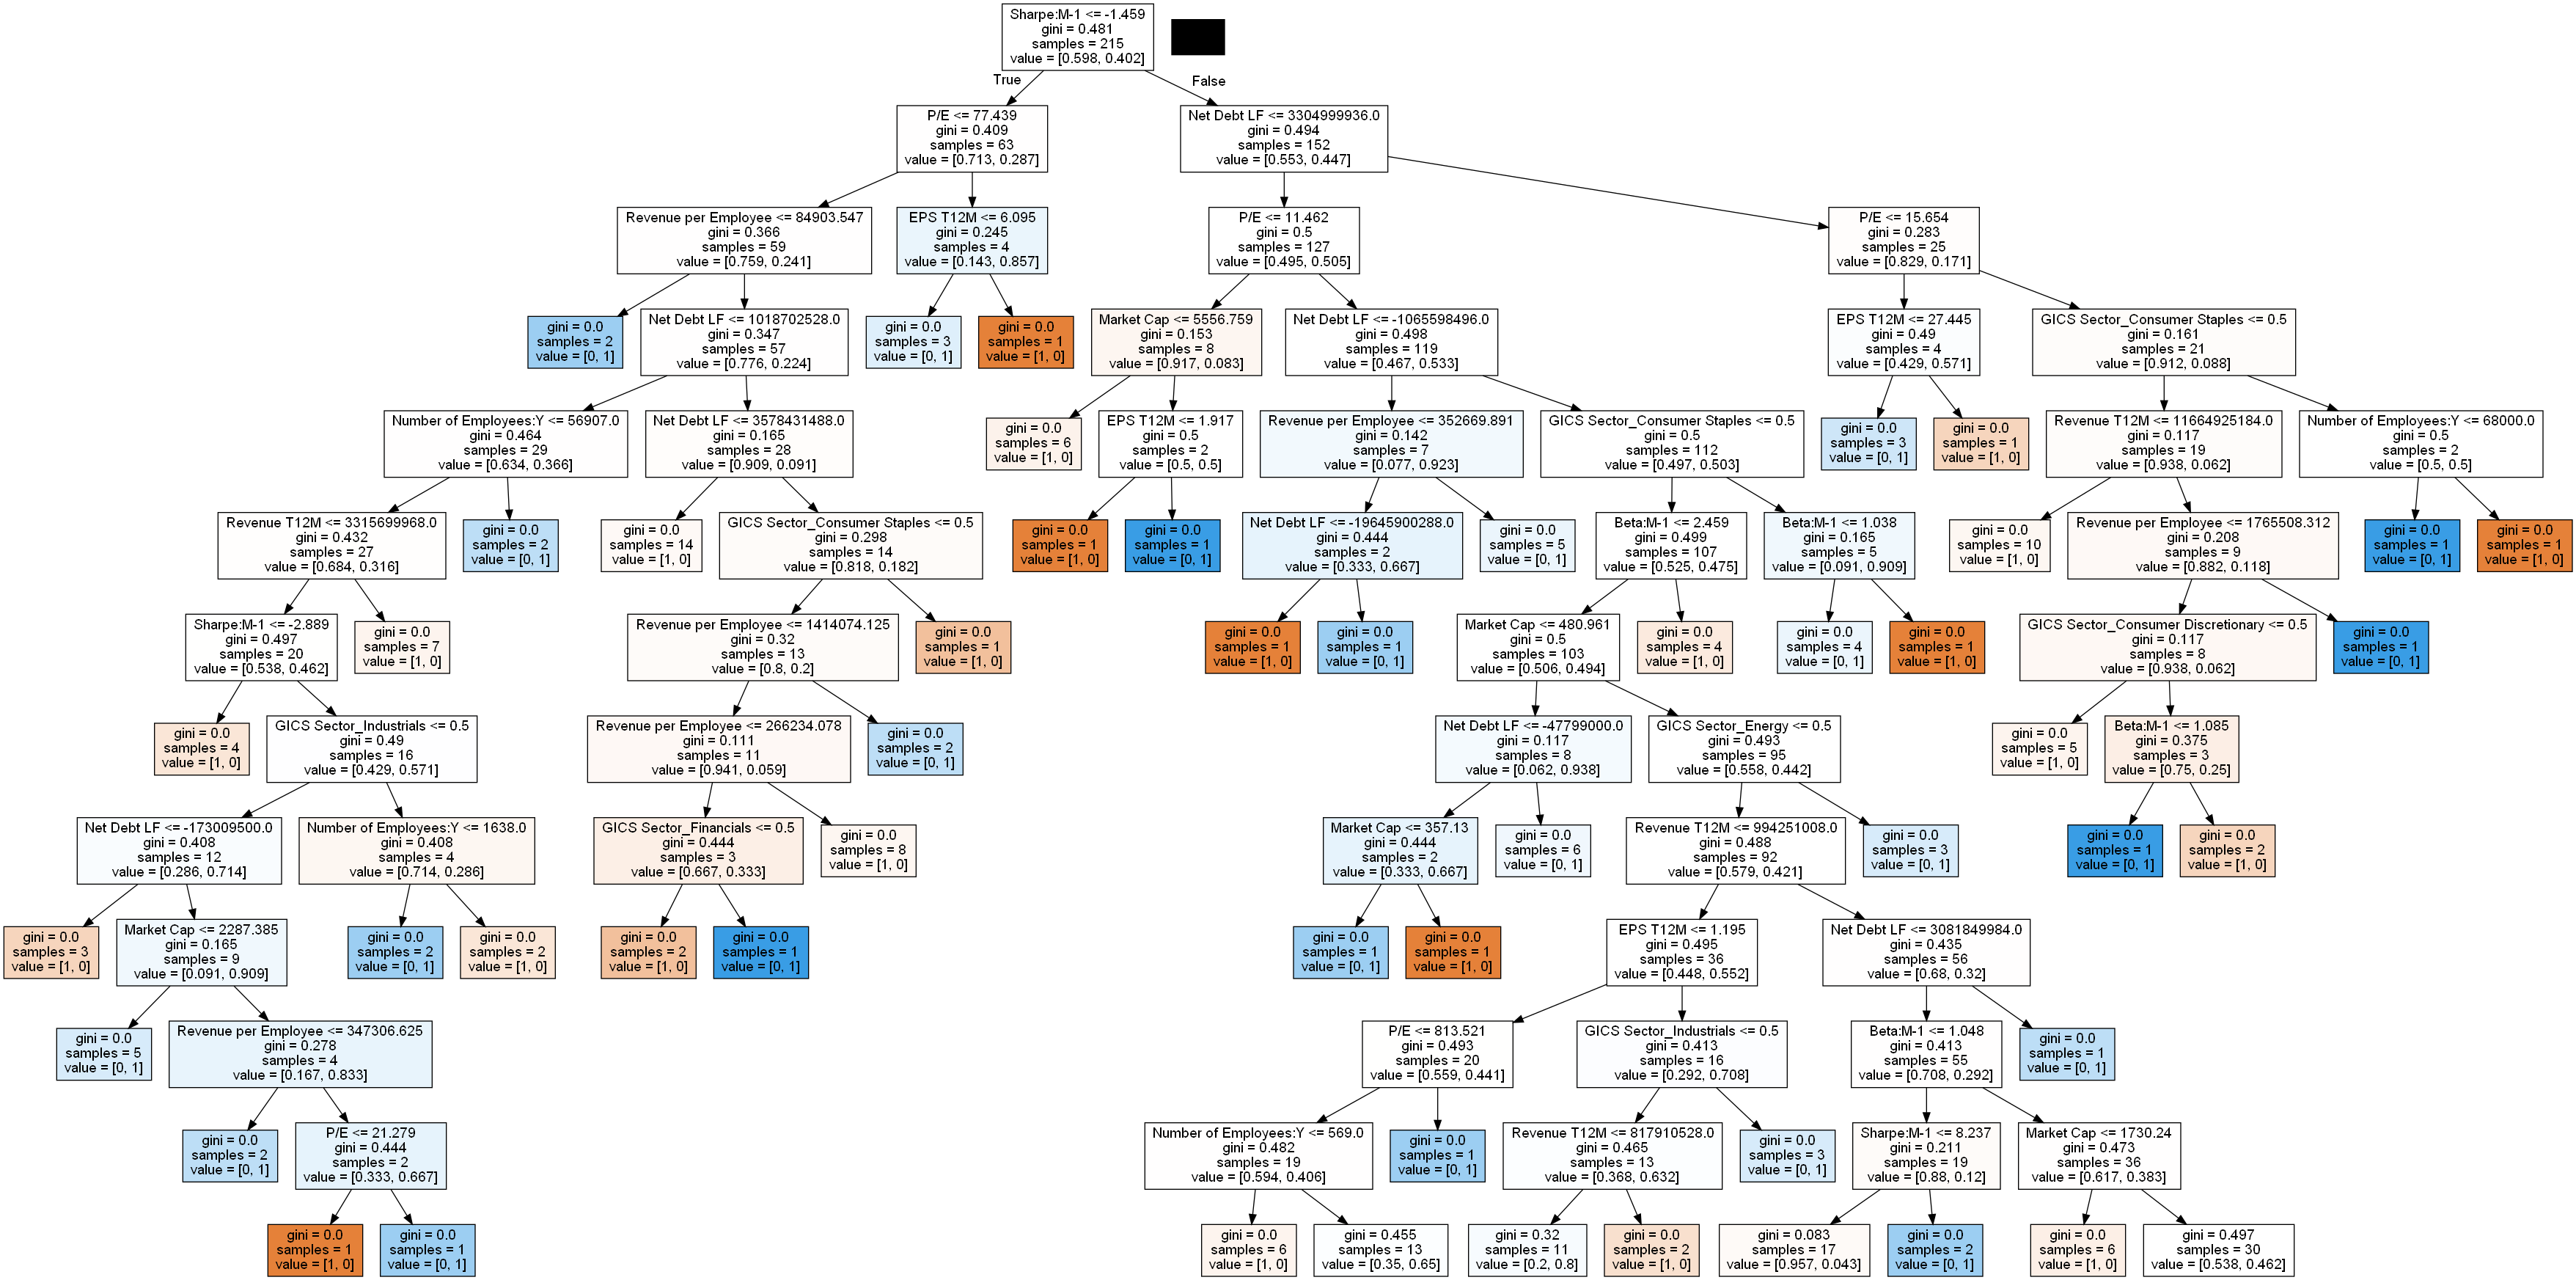 Sharpe:M-1 <= -1.459
gini = 0.481
samples = 215
value = [0.598, 0.402]
True
False
P/E <= 77.439
gini = 0.409
samples = 63
value = [0.713, 0.287]
Net Debt LF <= 3304999936.0
gini = 0.494
samples = 152
value = [0.553, 0.447]
Revenue per Employee <= 84903.547
gini = 0.366
samples = 59
value = [0.759, 0.241]
EPS T12M <= 6.095
gini = 0.245
samples = 4
value = [0.143, 0.857]
P/E <= 11.462
gini = 0.5
samples = 127
value = [0.495, 0.505]
P/E <= 15.654
gini = 0.283
samples = 25
value = [0.829, 0.171]
gini = 0.0
samples = 2
value = [0, 1]
Net Debt LF <= 1018702528.0
gini = 0.347
samples = 57
value = [0.776, 0.224]
gini = 0.0
samples = 3
value = [0, 1]
gini = 0.0
samples = 1
value = [1, 0]
Market Cap <= 5556.759
gini = 0.153
samples = 8
value = [0.917, 0.083]
Net Debt LF <= -1065598496.0
gini = 0.498
samples = 119
value = [0.467, 0.533]
EPS T12M <= 27.445
gini = 0.49
samples = 4
value = [0.429, 0.571]
GICS Sector_Consumer Staples <= 0.5
gini = 0.161
samples = 21
value = [0.912, 0.088]
Number of Employees:Y <= 56907.0
gini = 0.464
samples = 29
value = [0.634, 0.366]
Net Debt LF <= 3578431488.0
gini = 0.165
samples = 28
value = [0.909, 0.091]
gini = 0.0
samples = 6
value = [1, 0]
EPS T12M <= 1.917
gini = 0.5
samples = 2
value = [0.5, 0.5]
Revenue per Employee <= 352669.891
gini = 0.142
samples = 7
value = [0.077, 0.923]
GICS Sector_Consumer Staples <= 0.5
gini = 0.5
samples = 112
value = [0.497, 0.503]
gini = 0.0
samples = 3
value = [0, 1]
gini = 0.0
samples = 1
value = [1, 0]
Revenue T12M <= 11664925184.0
gini = 0.117
samples = 19
value = [0.938, 0.062]
Number of Employees:Y <= 68000.0
gini = 0.5
samples = 2
value = [0.5, 0.5]
Revenue T12M <= 3315699968.0
gini = 0.432
samples = 27
value = [0.684, 0.316]
gini = 0.0
samples = 2
value = [0, 1]
gini = 0.0
samples = 14
value = [1, 0]
GICS Sector_Consumer Staples <= 0.5
gini = 0.298
samples = 14
value = [0.818, 0.182]
gini = 0.0
samples = 1
value = [1, 0]
gini = 0.0
samples = 1
value = [0, 1]
Net Debt LF <= -19645900288.0
gini = 0.444
samples = 2
value = [0.333, 0.667]
gini = 0.0
samples = 5
value = [0, 1]
Beta:M-1 <= 2.459
gini = 0.499
samples = 107
value = [0.525, 0.475]
Beta:M-1 <= 1.038
gini = 0.165
samples = 5
value = [0.091, 0.909]
gini = 0.0
samples = 10
value = [1, 0]
Revenue per Employee <= 1765508.312
gini = 0.208
samples = 9
value = [0.882, 0.118]
gini = 0.0
samples = 1
value = [0, 1]
gini = 0.0
samples = 1
value = [1, 0]
Sharpe:M-1 <= -2.889
gini = 0.497
samples = 20
value = [0.538, 0.462]
gini = 0.0
samples = 7
value = [1, 0]
Revenue per Employee <= 1414074.125
gini = 0.32
samples = 13
value = [0.8, 0.2]
gini = 0.0
samples = 1
value = [1, 0]
gini = 0.0
samples = 1
value = [1, 0]
gini = 0.0
samples = 1
value = [0, 1]
Market Cap <= 480.961
gini = 0.5
samples = 103
value = [0.506, 0.494]
gini = 0.0
samples = 4
value = [1, 0]
gini = 0.0
samples = 4
value = [0, 1]
gini = 0.0
samples = 1
value = [1, 0]
GICS Sector_Consumer Discretionary <= 0.5
gini = 0.117
samples = 8
value = [0.938, 0.062]
gini = 0.0
samples = 1
value = [0, 1]
gini = 0.0
samples = 4
value = [1, 0]
GICS Sector_Industrials <= 0.5
gini = 0.49
samples = 16
value = [0.429, 0.571]
Revenue per Employee <= 266234.078
gini = 0.111
samples = 11
value = [0.941, 0.059]
gini = 0.0
samples = 2
value = [0, 1]
Net Debt LF <= -47799000.0
gini = 0.117
samples = 8
value = [0.062, 0.938]
GICS Sector_Energy <= 0.5
gini = 0.493
samples = 95
value = [0.558, 0.442]
gini = 0.0
samples = 5
value = [1, 0]
Beta:M-1 <= 1.085
gini = 0.375
samples = 3
value = [0.75, 0.25]
Net Debt LF <= -173009500.0
gini = 0.408
samples = 12
value = [0.286, 0.714]
Number of Employees:Y <= 1638.0
gini = 0.408
samples = 4
value = [0.714, 0.286]
GICS Sector_Financials <= 0.5
gini = 0.444
samples = 3
value = [0.667, 0.333]
gini = 0.0
samples = 8
value = [1, 0]
Market Cap <= 357.13
gini = 0.444
samples = 2
value = [0.333, 0.667]
gini = 0.0
samples = 6
value = [0, 1]
Revenue T12M <= 994251008.0
gini = 0.488
samples = 92
value = [0.579, 0.421]
gini = 0.0
samples = 3
value = [0, 1]
gini = 0.0
samples = 1
value = [0, 1]
gini = 0.0
samples = 2
value = [1, 0]
gini = 0.0
samples = 3
value = [1, 0]
Market Cap <= 2287.385
gini = 0.165
samples = 9
value = [0.091, 0.909]
gini = 0.0
samples = 2
value = [0, 1]
gini = 0.0
samples = 2
value = [1, 0]
gini = 0.0
samples = 2
value = [1, 0]
gini = 0.0
samples = 1
value = [0, 1]
gini = 0.0
samples = 1
value = [0, 1]
gini = 0.0
samples = 1
value = [1, 0]
EPS T12M <= 1.195
gini = 0.495
samples = 36
value = [0.448, 0.552]
Net Debt LF <= 3081849984.0
gini = 0.435
samples = 56
value = [0.68, 0.32]
gini = 0.0
samples = 5
value = [0, 1]
Revenue per Employee <= 347306.625
gini = 0.278
samples = 4
value = [0.167, 0.833]
P/E <= 813.521
gini = 0.493
samples = 20
value = [0.559, 0.441]
GICS Sector_Industrials <= 0.5
gini = 0.413
samples = 16
value = [0.292, 0.708]
Beta:M-1 <= 1.048
gini = 0.413
samples = 55
value = [0.708, 0.292]
gini = 0.0
samples = 1
value = [0, 1]
gini = 0.0
samples = 2
value = [0, 1]
P/E <= 21.279
gini = 0.444
samples = 2
value = [0.333, 0.667]
Number of Employees:Y <= 569.0
gini = 0.482
samples = 19
value = [0.594, 0.406]
gini = 0.0
samples = 1
value = [0, 1]
Revenue T12M <= 817910528.0
gini = 0.465
samples = 13
value = [0.368, 0.632]
gini = 0.0
samples = 3
value = [0, 1]
Sharpe:M-1 <= 8.237
gini = 0.211
samples = 19
value = [0.88, 0.12]
Market Cap <= 1730.24
gini = 0.473
samples = 36
value = [0.617, 0.383]
gini = 0.0
samples = 1
value = [1, 0]
gini = 0.0
samples = 1
value = [0, 1]
gini = 0.0
samples = 6
value = [1, 0]
gini = 0.455
samples = 13
value = [0.35, 0.65]
gini = 0.32
samples = 11
value = [0.2, 0.8]
gini = 0.0
samples = 2
value = [1, 0]
gini = 0.083
samples = 17
value = [0.957, 0.043]
gini = 0.0
samples = 2
value = [0, 1]
gini = 0.0
samples = 6
value = [1, 0]
gini = 0.497
samples = 30
value = [0.538, 0.462]